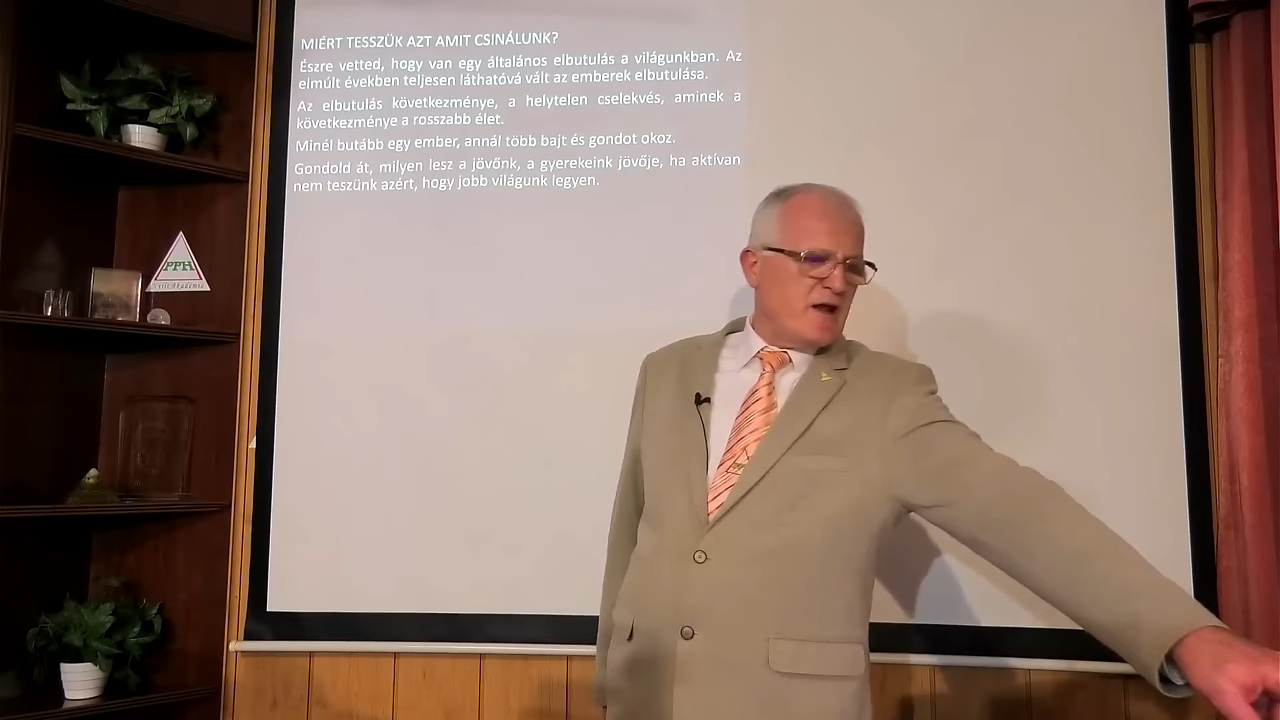 MIÉRT TESSZÜK AZT AMIT CSINÁLUNK?
Észre vetted, hogy van egy általános elbutulás a világunkban. Az
elmúlt években teljesen láthatóvá vált az emberek elbutulása.
Az elbutulás következménye, a helytelen cselekvés, aminek a
következménye a rosszabb élet.
Minél butább egy ember, annál több bajt és gondot okoz.
Gondold át, milyen lesz a jövőnk, a gyerekeink jövője, ha aktívan
nem teszünk azért, hogy jobb világunk legyen.
PPH